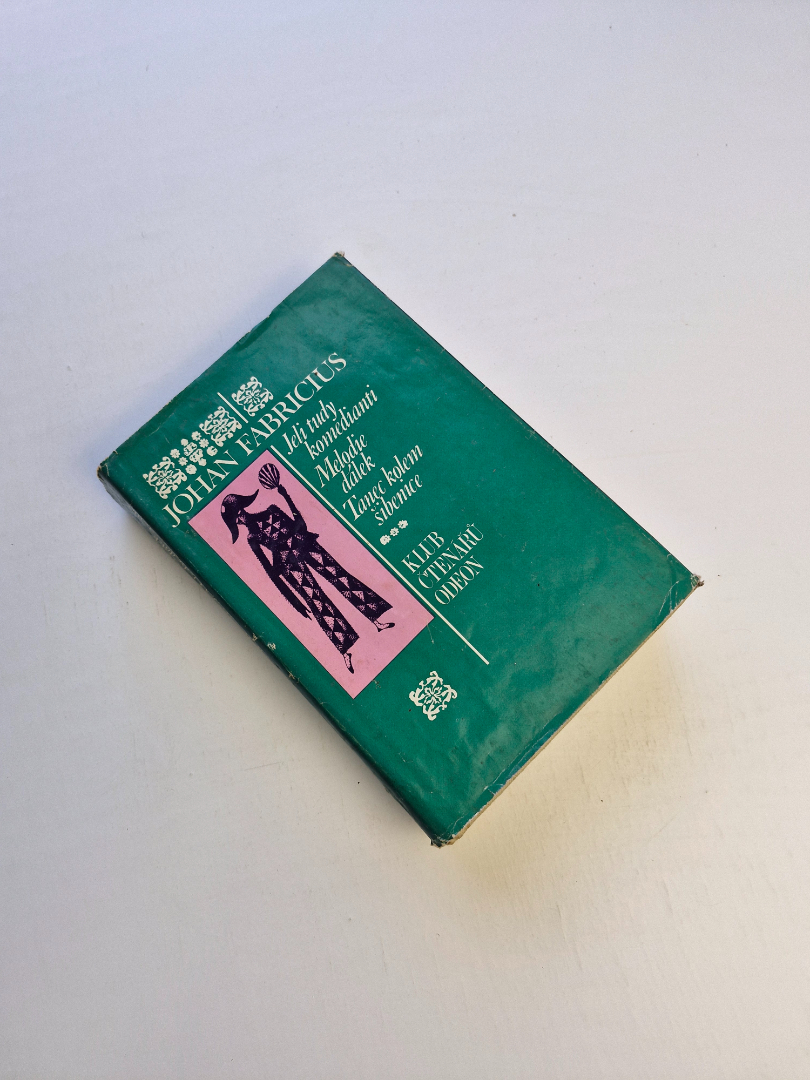 JOHAN FABRICIUS
Jeli tudy
komedianti
Melodie
dálek
Tanec kolem
šibenice
KLUB
ČTENÁŘŮ
ODEON